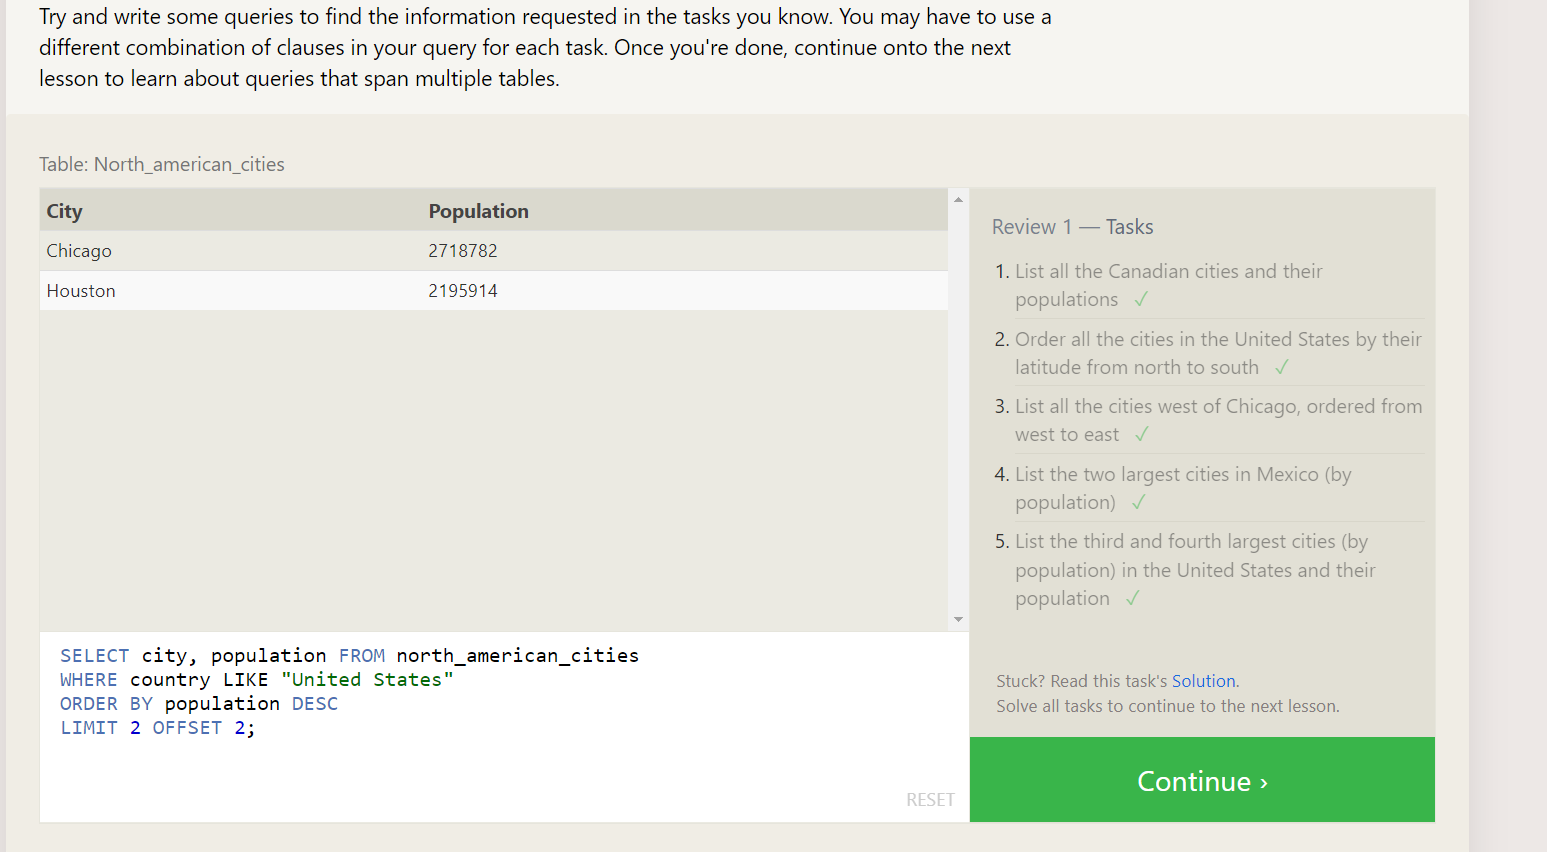 Try and write some queries to find the information requested in the tasks you know. You may have to use a
different combination of clauses in your query for each task. Once you're done, continue onto the next
lesson to learn about queries that span multiple tables.
Table: North_american_cities
City Population
Chicago 2718782
Houston 2195914
SELECT city, population FROM north_american_cities
WHERE country LIKE "United States"
ORDER BY population DESC
LIMIT 2 OFFSET 2;
RESET
Review 1 — Tasks
1. List all the Canadian cities and their
populations ✓
2. Order all the cities in the United States by their
latitude from north to south ✓
3. List all the cities west of Chicago, ordered from
west to east ✓
4. List the two largest cities in Mexico (by
population) ✓
5. List the third and fourth largest cities (by
population) in the United States and their
population ✓
Stuck? Read this task's Solution.
Solve all tasks to continue to the next lesson.
Continue ›